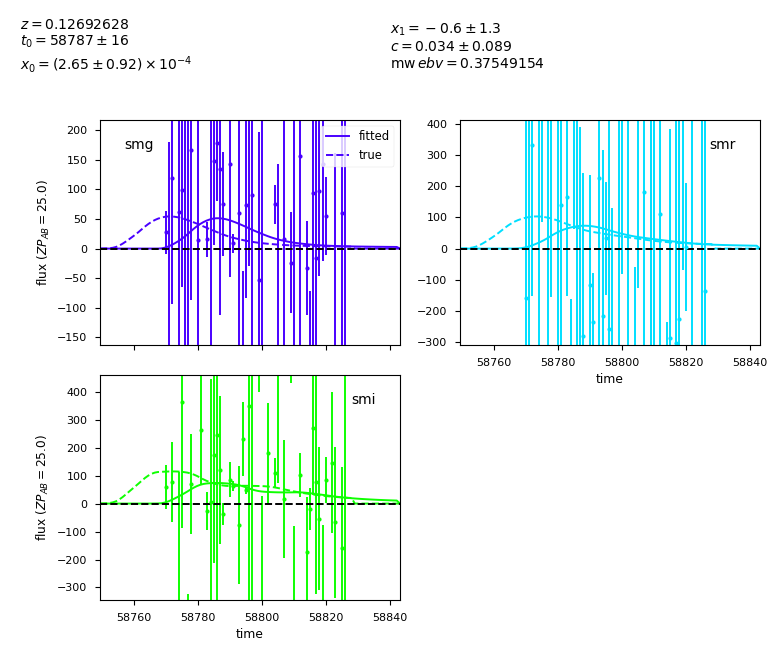 z = 0.12692628
t₀ = 58787 ± 16
x₀ = (2.65 ± 0.92) × 10⁻⁴
x₁ = −0.6 ± 1.3
c = 0.034 ± 0.089
mw ebv = 0.37549154
smg
fitted
true
200
150
100
50
0
−50
−100
−150
flux (ZP_AB = 25.0)
smr
400
300
200
100
0
−100
−200
−300
58760 58780 58800 58820 58840
time
smi
400
300
200
100
0
−100
−200
−300
flux (ZP_AB = 25.0)
58760 58780 58800 58820 58840
time